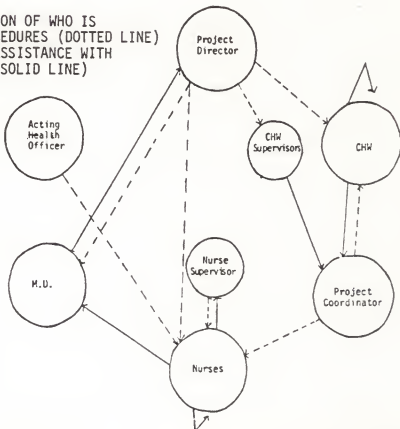 ON OF WHO IS
EDURES (DOTTED LINE)
SSISTANCE WITH
SOLID LINE)
Project
Director
Acting
Health
Officer
CHW
Supervisors
CHW
Nurse
Supervisor
M.D.
Project
Coordinator
Nurses